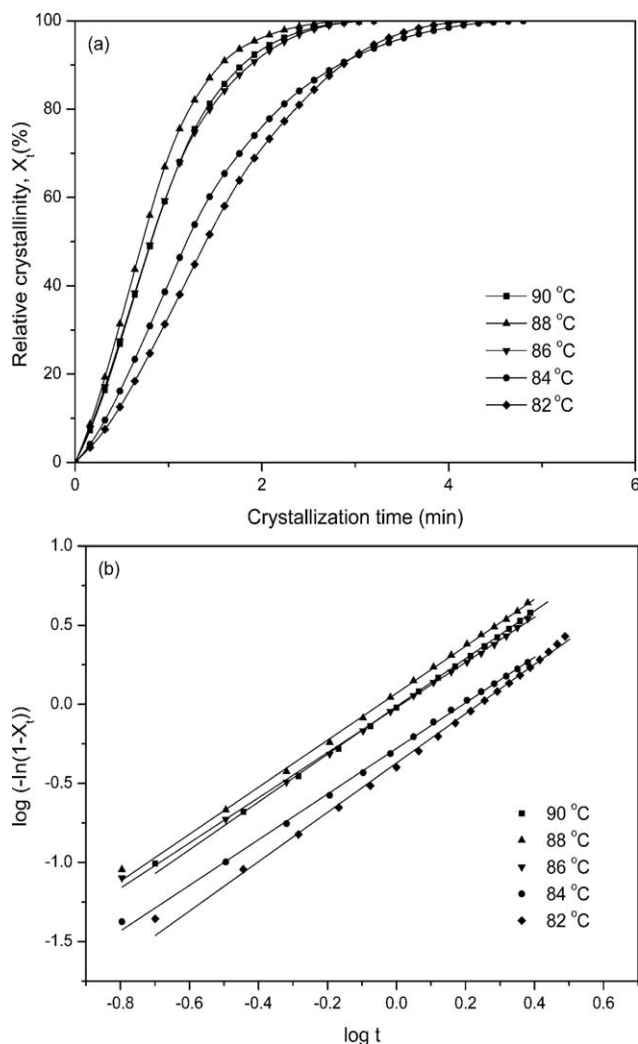 (a)
100
80
60
40
20
0
Relative crystallinity, Xt(%)
90 °C
88 °C
86 °C
84 °C
82 °C
0 2 4 6
Crystallization time (min)
(b)
1.0
0.5
0.0
-0.5
-1.0
-1.5
log (-ln(1-Xt))
90 °C
88 °C
86 °C
84 °C
82 °C
-0.8 -0.6 -0.4 -0.2 0.0 0.2 0.4 0.6
log t